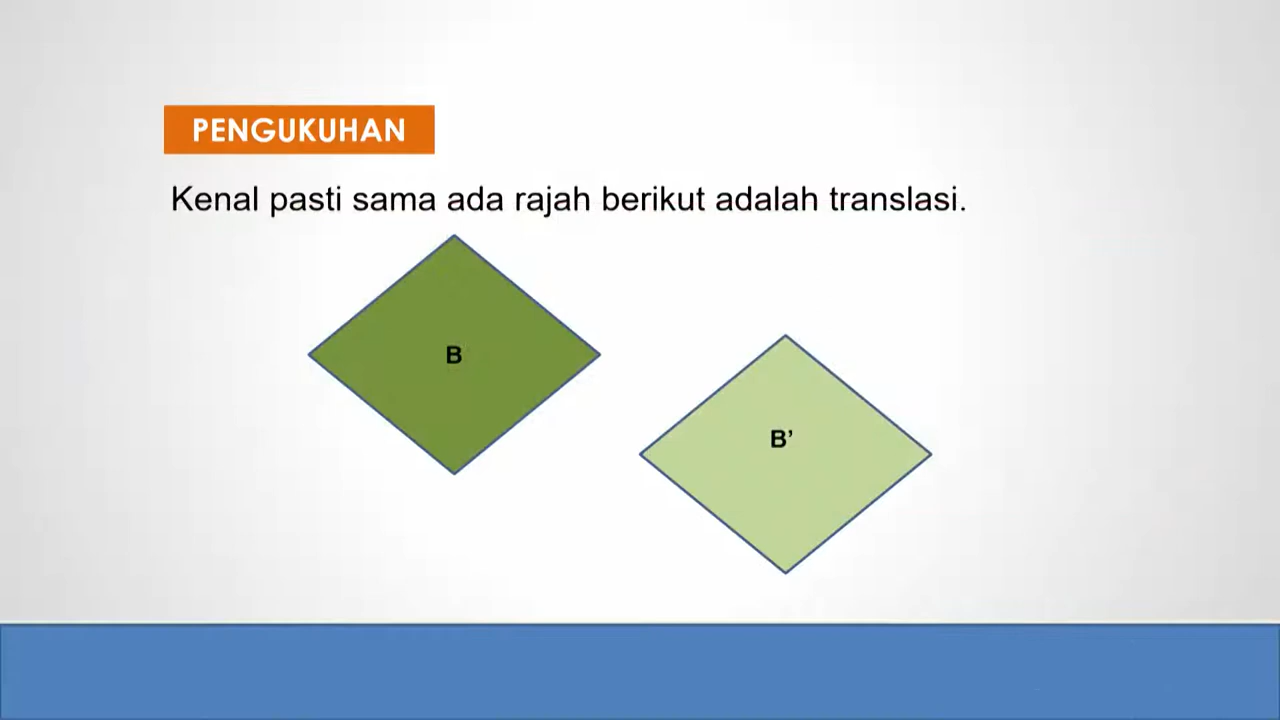 PENGUKUHAN
Kenal pasti sama ada rajah berikut adalah translasi.
B
B’